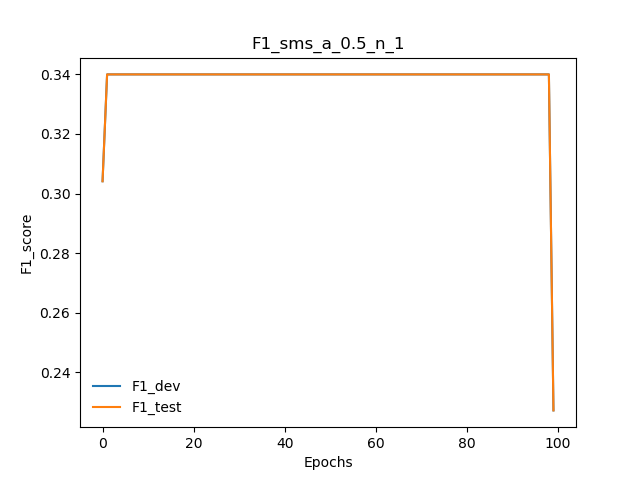 F1_sms_a_0.5_n_1
0.34
0.32
0.30
0.28
0.26
0.24
F1_score
F1_dev
F1_test
0 20 40 60 80 100
Epochs